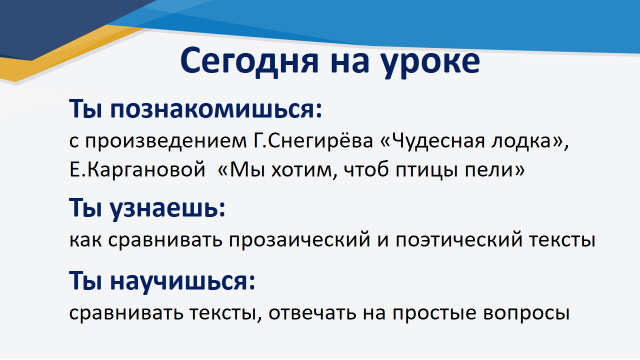 Сегодня на уроке
Ты познакомишься:
с произведением Г.Снегирёва «Чудесная лодка»,
Е.Каргановой  «Мы хотим, чтоб птицы пели»
Ты узнаешь:
как сравнивать прозаический и поэтический тексты
Ты научишься:
сравнивать тексты, отвечать на простые вопросы